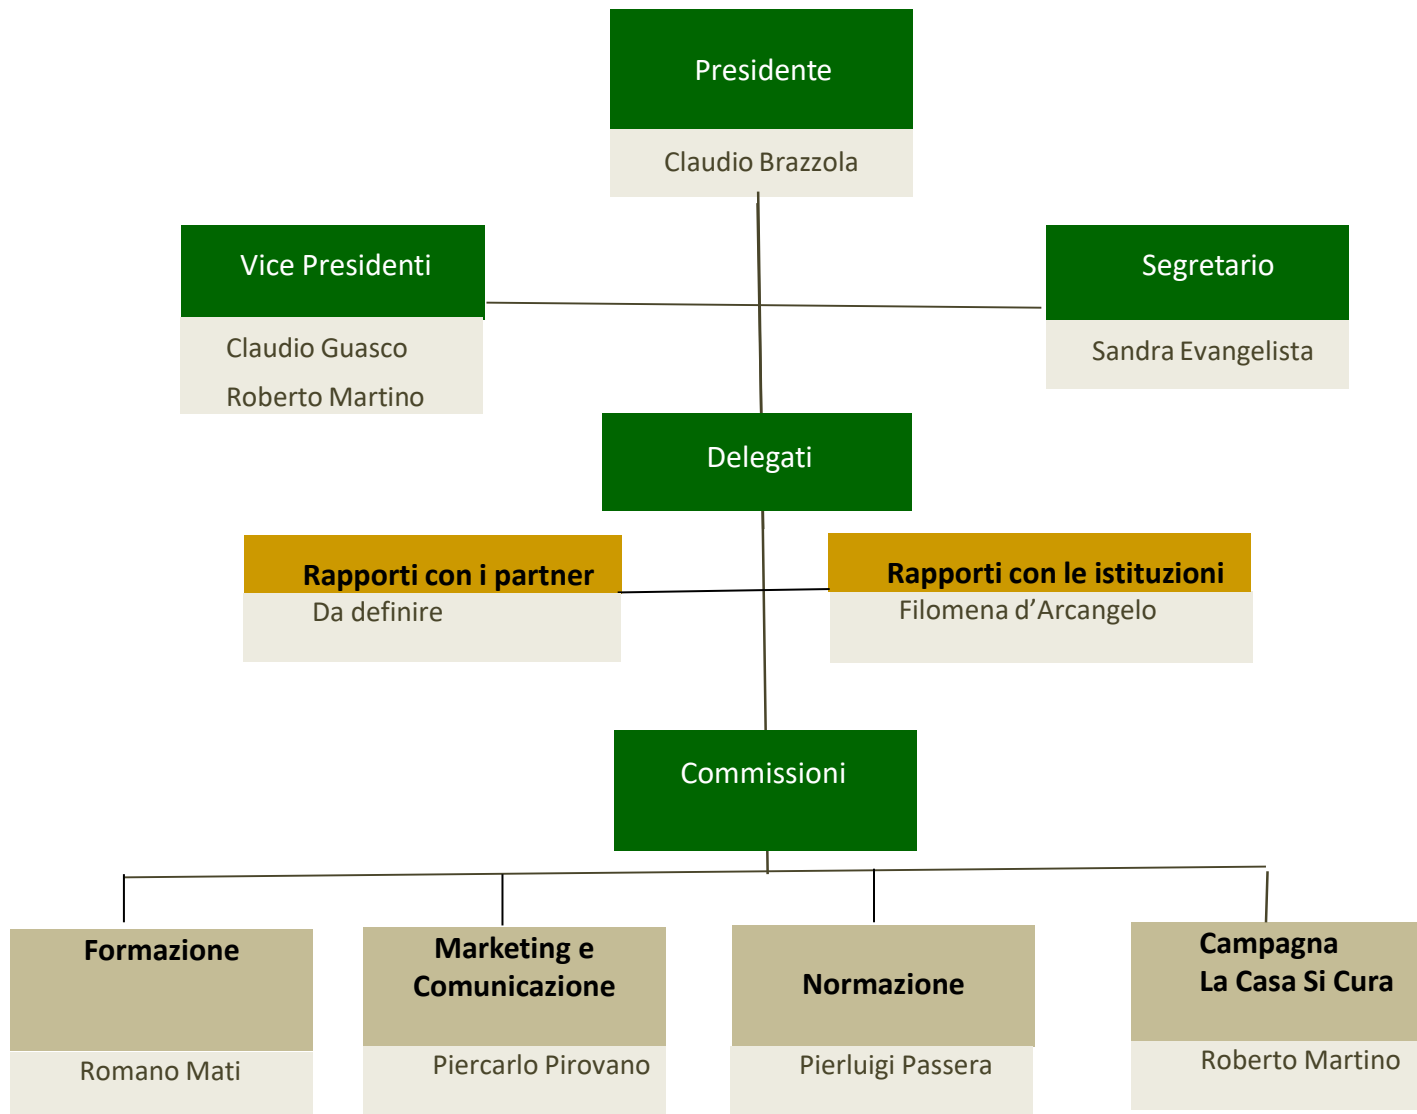 Presidente
Claudio Brazzola
Vice Presidenti
Claudio Guasco
Roberto Martino
Segretario
Sandra Evangelista
Delegati
Rapporti con i partner
Da definire
Rapporti con le istituzioni
Filomena d’Arcangelo
Commissioni
Formazione
Romano Mati
Marketing e
Comunicazione
Piercarlo Pirovano
Normazione
Pierluigi Passera
Campagna
La Casa Si Cura
Roberto Martino